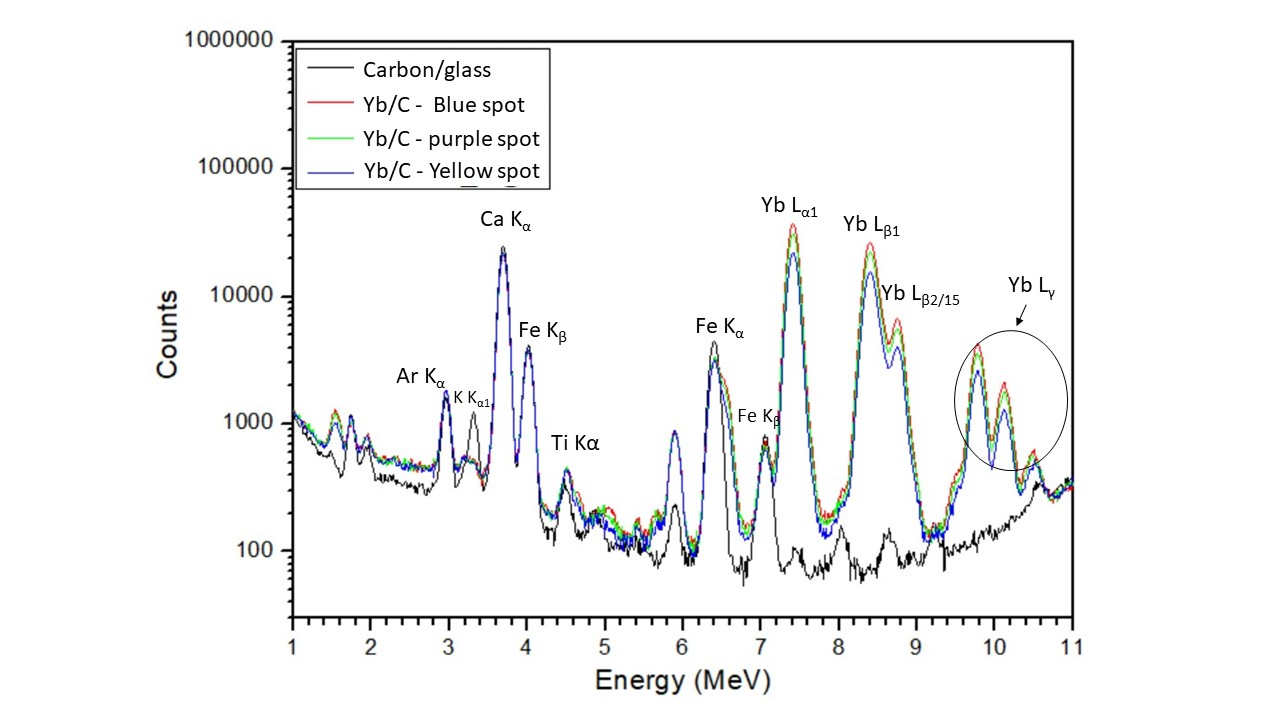 1000000
100000
10000
1000
100
Counts
Carbon/glass
Yb/C - Blue spot
Yb/C - purple spot
Yb/C - Yellow spot
Ca Kα
Fe Kβ
Ar Kα
K Kα1
Ti Kα
Fe Kα
Fe Kβ
Yb Lα1
Yb Lβ1
Yb Lβ2/15
Yb Lγ
1 2 3 4 5 6 7 8 9 10 11
Energy (MeV)